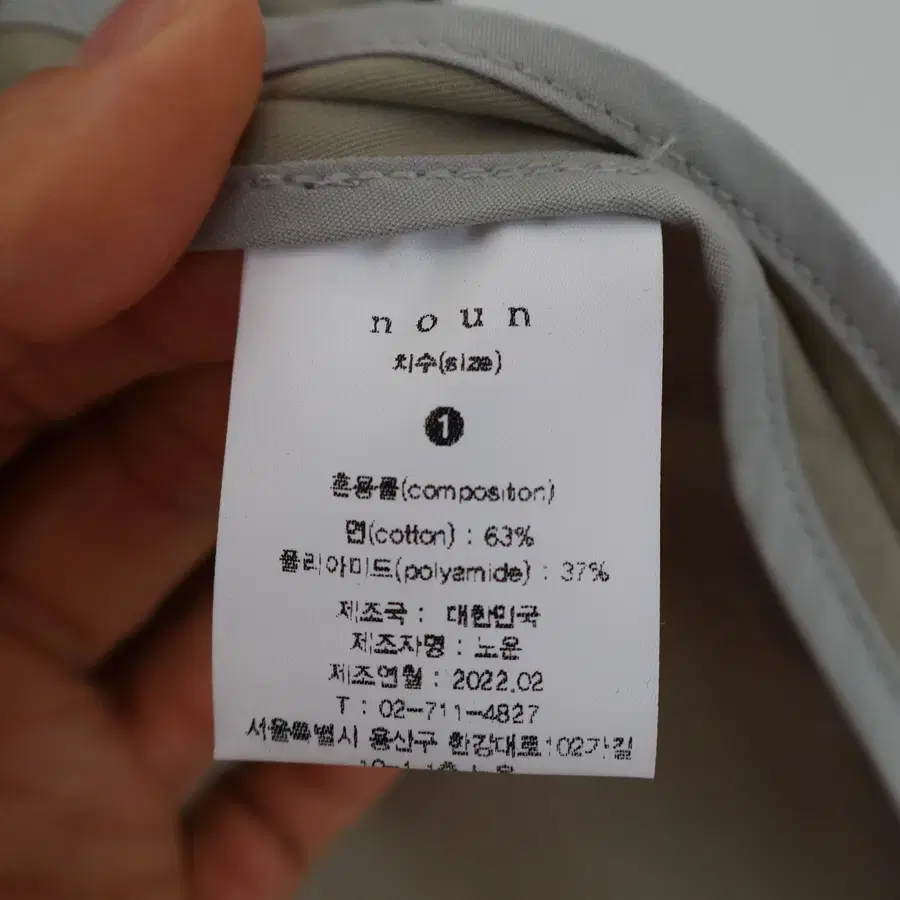 noun
치수(size)
1
혼용률(composition)
면(cotton) : 63%
폴리아미드(polyamide) : 37%
제조국 : 대한민국
제조자명 : 노운
제조연월 : 2022.02
T : 02-711-4827
서울특별시 용산구 한강대로102가길